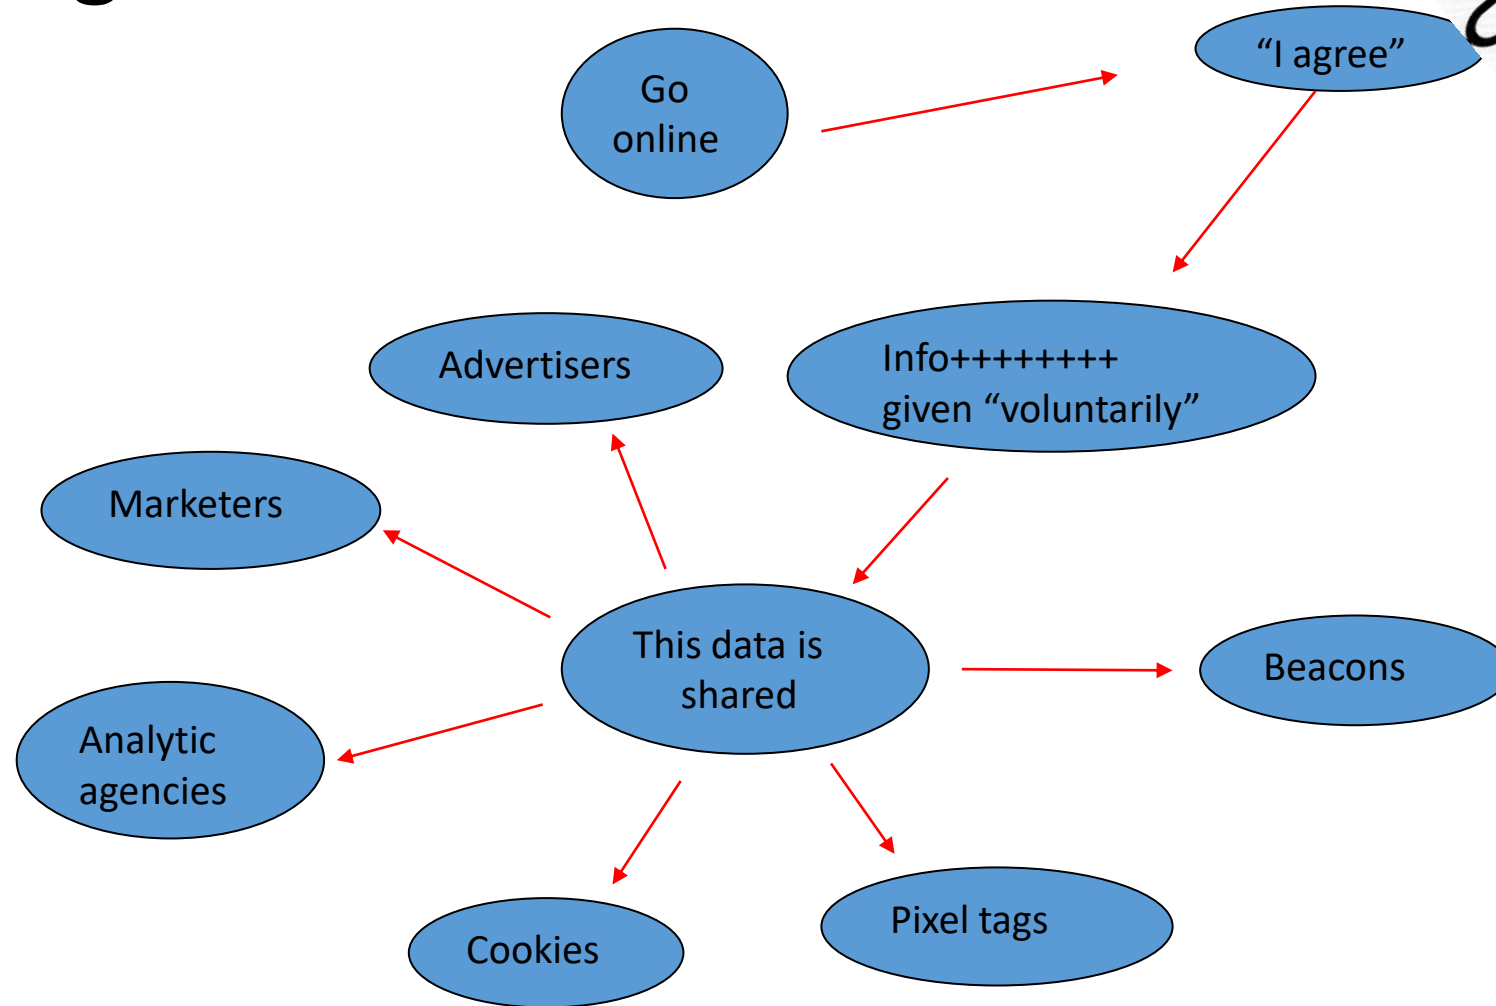 Go
online
“I agree”
Info++++++++
given “voluntarily”
Advertisers
Marketers
This data is
shared
Beacons
Analytic
agencies
Pixel tags
Cookies